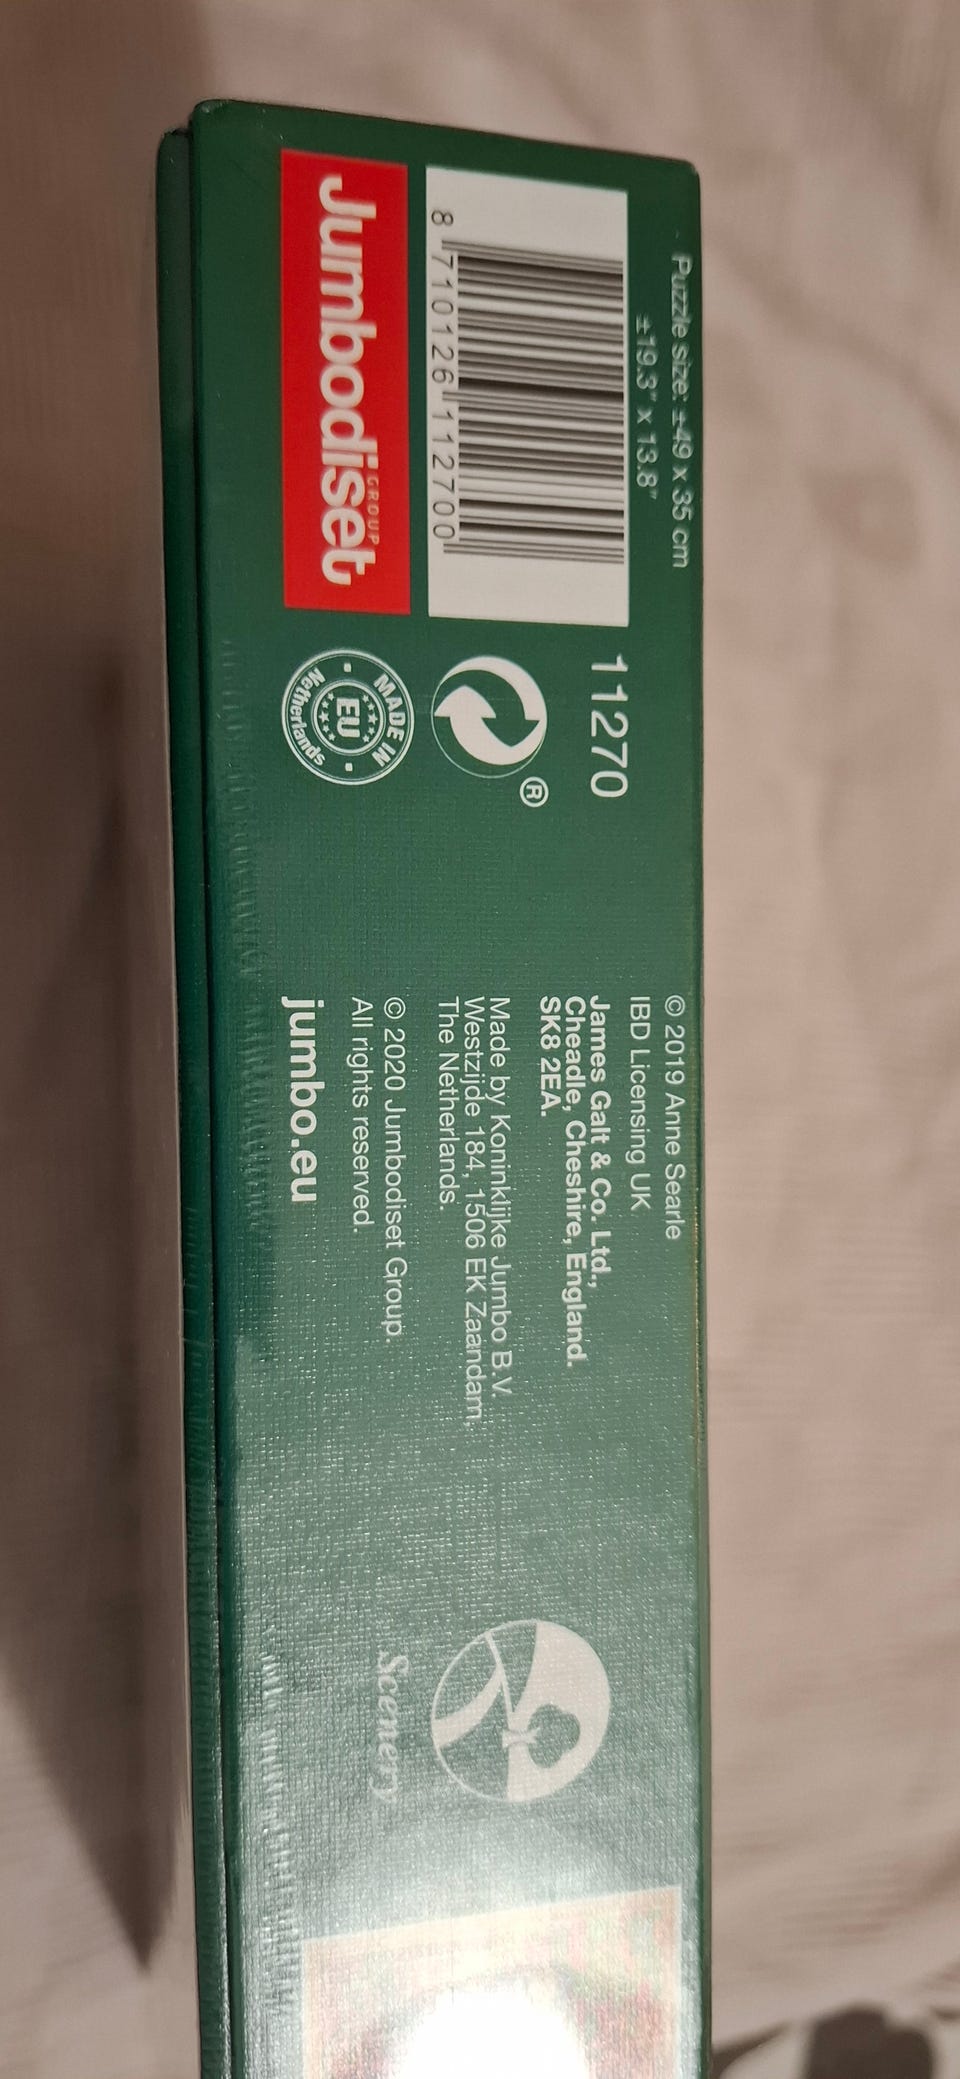 Puzzle size: ±49 x 35 cm
±19.3" x 13.8"
8 710126 112700
Jumbodiset
GROUP
11270
®
MADE IN
EU
Netherlands
© 2019 Anne Searle
IBD Licensing UK
James Galt & Co. Ltd.,
Cheadle, Cheshire, England.
SK8 2EA.
Made by Koninklijke Jumbo B.V.
Westzijde 184, 1506 EK Zaandam,
The Netherlands.
© 2020 Jumbodiset Group.
All rights reserved.
jumbo.eu
Scenery